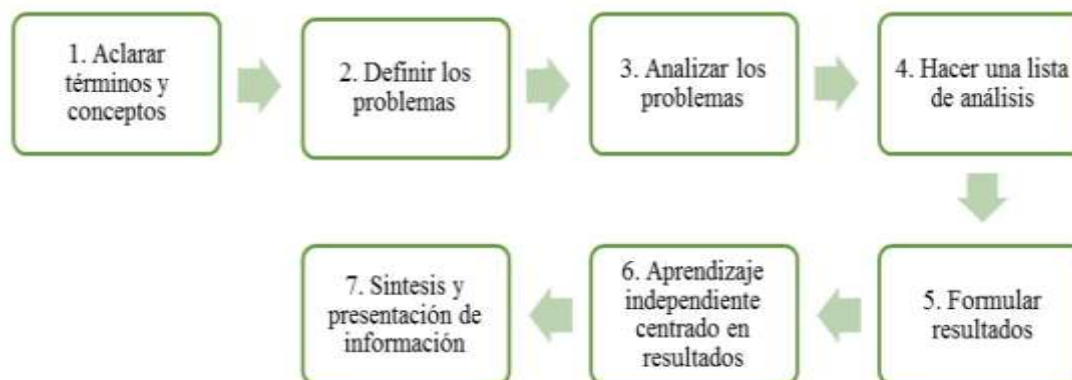 1. Aclarar
términos y
conceptos
2. Definir los
problemas
3. Analizar los
problemas
4. Hacer una lista
de análisis
5. Formular
resultados
6. Aprendizaje
independiente
centrado en
resultados
7. Sintesis y
presentación de
información